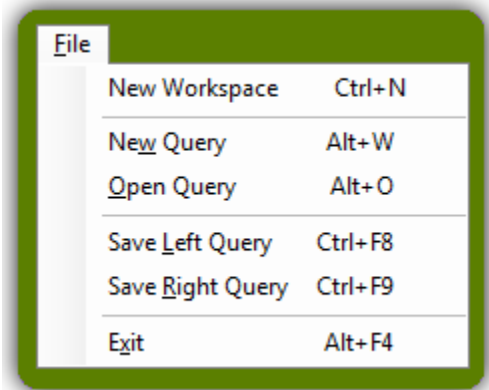 File
New Workspace Ctrl+N
New Query Alt+W
Open Query Alt+O
Save Left Query Ctrl+F8
Save Right Query Ctrl+F9
Exit Alt+F4